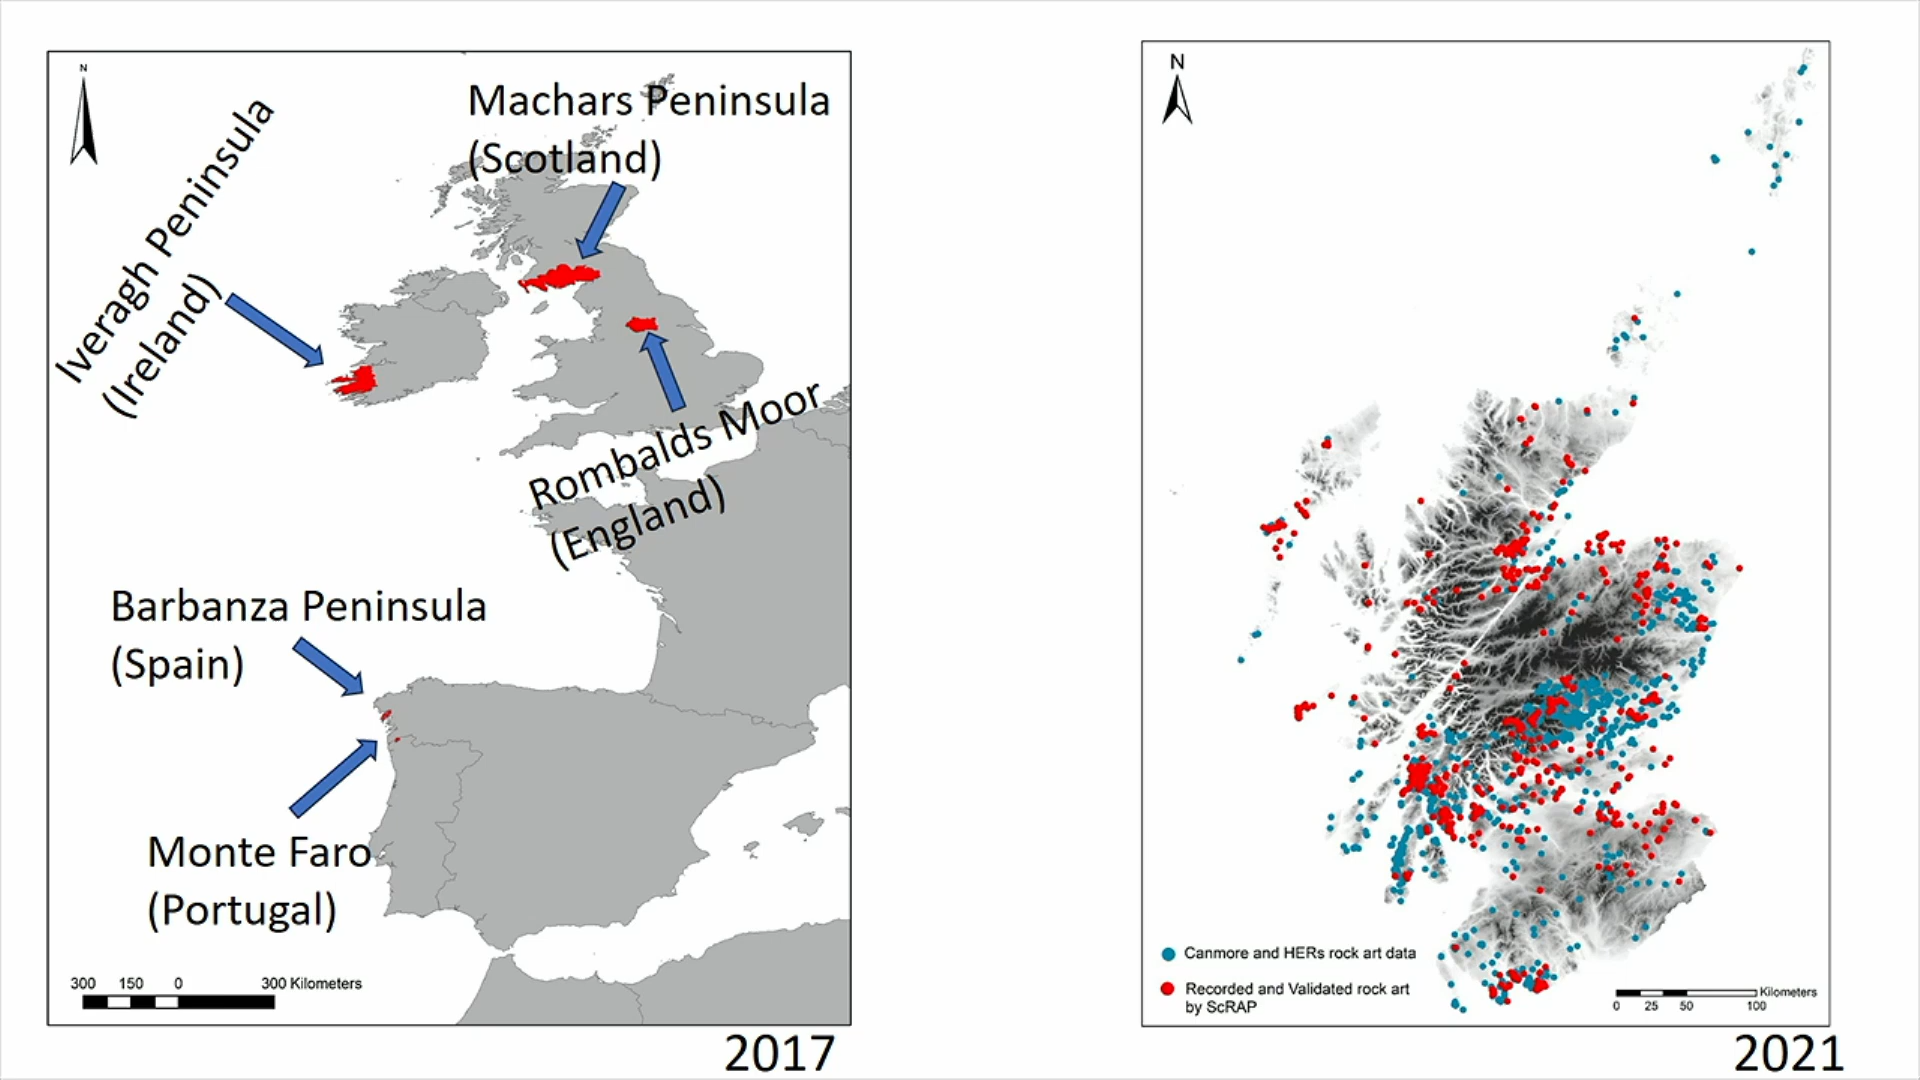 N
Machars Peninsula
(Scotland)
Iveragh Peninsula
(Ireland)
Rombalds Moor
(England)
Barbanza Peninsula
(Spain)
Monte Faro
(Portugal)
300 150 0 300 Kilometers
2017
N
Canmore and HERs rock art data
Recorded and Validated rock art
by ScRAP
Kilometers
0 25 50 100
2021